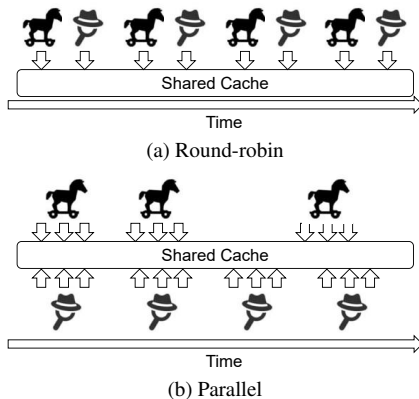 Shared Cache
Time
(a) Round-robin
Shared Cache
Time
(b) Parallel